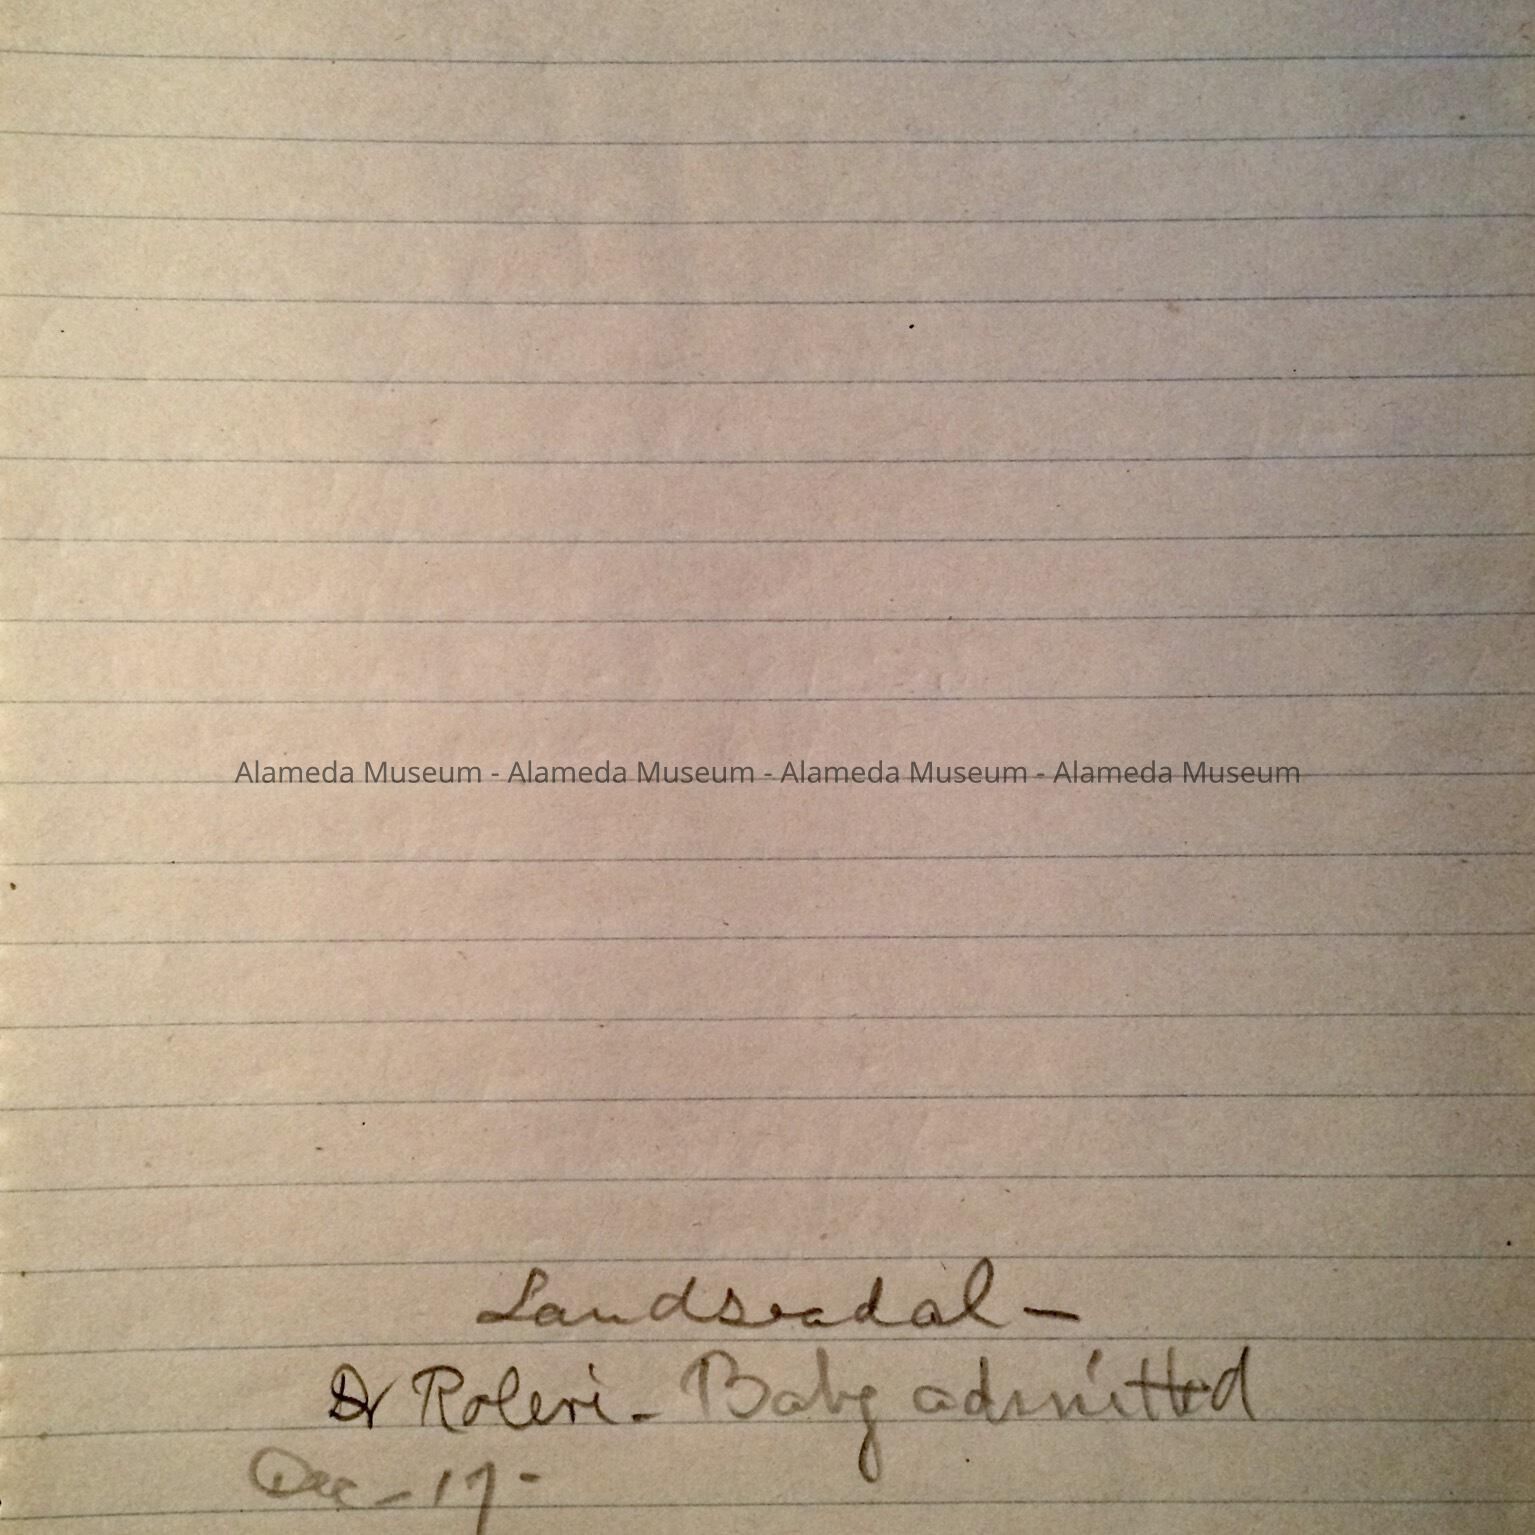 Alameda Museum - Alameda Museum - Alameda Museum - Alameda Museum
Landsradal -
Dr Roleri - Baby admitted
Dec - 17 -